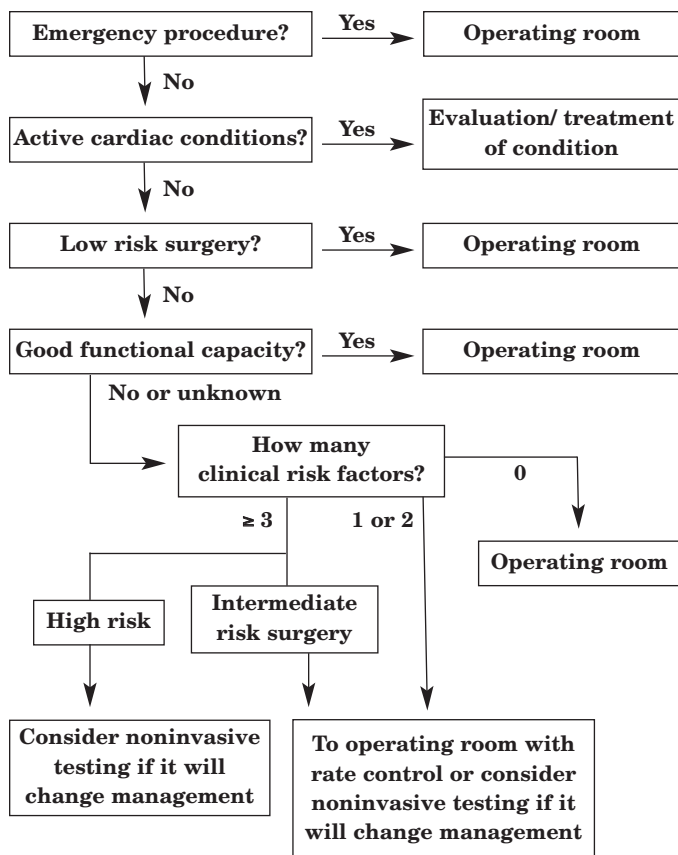 Emergency procedure?
Yes
Operating room
No
Active cardiac conditions?
Yes
Evaluation/ treatment
of condition
No
Low risk surgery?
Yes
Operating room
No
Good functional capacity?
Yes
Operating room
No or unknown
How many
clinical risk factors?
0
≥ 3
1 or 2
Operating room
High risk
Intermediate
risk surgery
Consider noninvasive
testing if it will
change management
To operating room with
rate control or consider
noninvasive testing if it
will change management